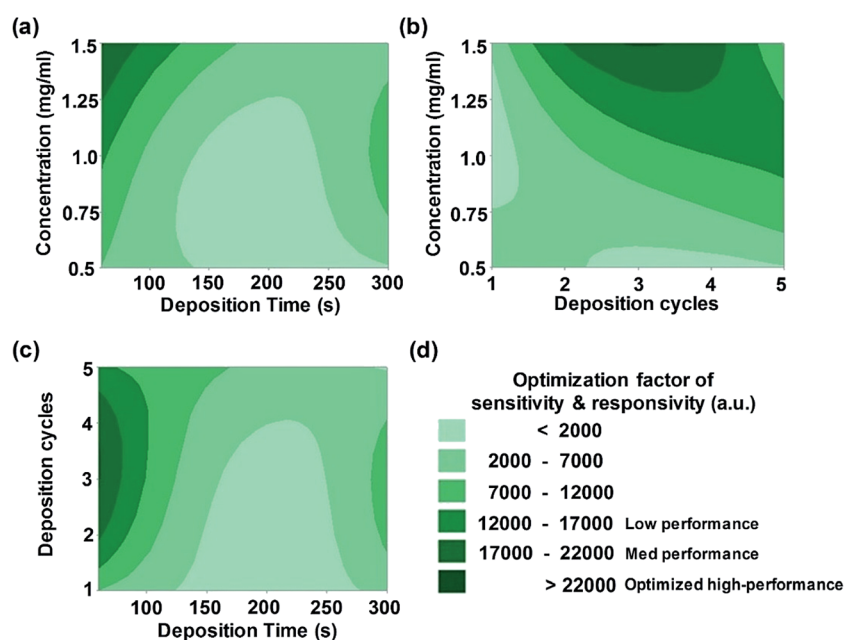 (a)
Concentration (mg/ml)
1.5
1.25
1.0
0.75
0.5
100 150 200 250 300
Deposition Time (s)
(b)
Concentration (mg/ml)
1.5
1.25
1.0
0.75
0.5
1 2 3 4 5
Deposition cycles
(c)
Deposition cycles
5
4
3
2
1
100 150 200 250 300
Deposition Time (s)
(d)
Optimization factor of
sensitivity & responsivity (a.u.)
< 2000
2000 - 7000
7000 - 12000
12000 - 17000 Low performance
17000 - 22000 Med performance
> 22000 Optimized high-performance